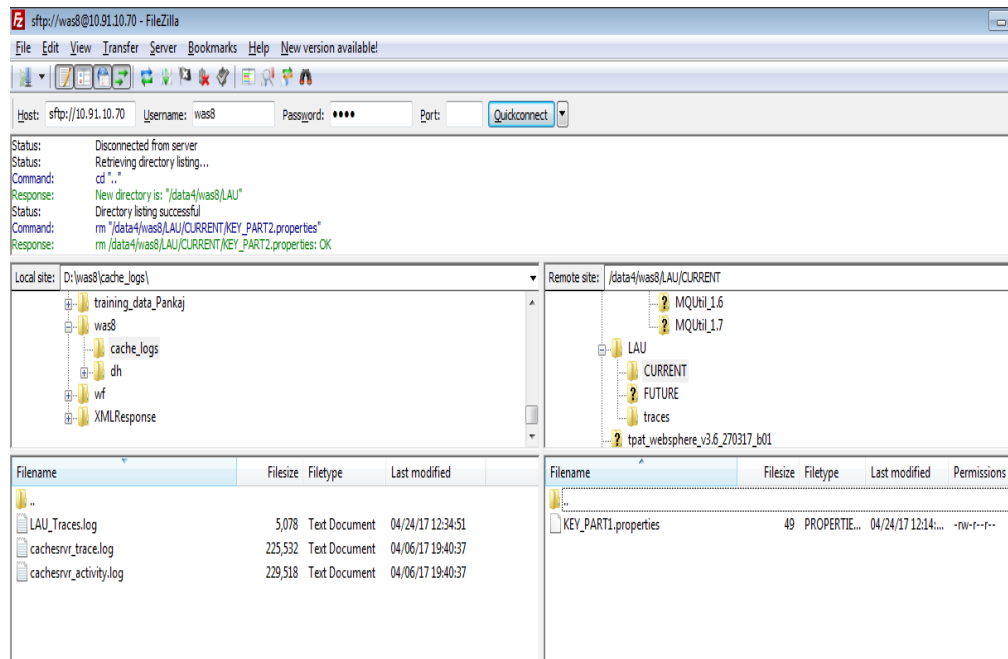 sftp://was8@10.91.10.70 - FileZilla
File Edit View Transfer Server Bookmarks Help New version available!
Host: sftp://10.91.10.70 Username: was8 Password: •••• Port: Quickconnect
Status: Disconnected from server
Status: Retrieving directory listing...
Command: cd ".."
Response: New directory is: "/data4/was8/LAU"
Status: Directory listing successful
Command: rm "/data4/was8/LAU/CURRENT/KEY_PART2.properties"
Response: rm /data4/was8/LAU/CURRENT/KEY_PART2.properties: OK
Local site: D:\was8\cache_logs\
training_data_Pankaj
was8
cache_logs
dh
wf
XMLResponse
Remote site: /data4/was8/LAU/CURRENT
MQUtil_1.6
MQUtil_1.7
LAU
CURRENT
FUTURE
traces
tpat_websphere_v3.6_270317_b01
Filename Filesize Filetype Last modified
..
LAU_Traces.log 5,078 Text Document 04/24/17 12:34:51
cachesrvr_trace.log 225,532 Text Document 04/06/17 19:40:37
cachesrvr_activity.log 229,518 Text Document 04/06/17 19:40:37
Filename Filesize Filetype Last modified Permissions
..
KEY_PART1.properties 49 PROPERTIE... 04/24/17 12:14:... -rw-r--r--